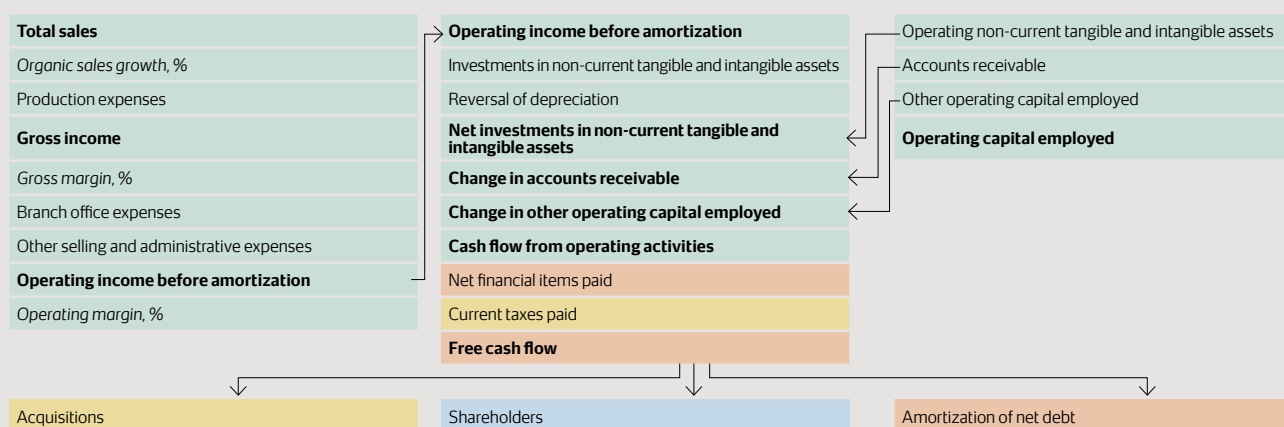 Total sales
Organic sales growth, %
Production expenses
Gross income
Gross margin, %
Branch office expenses
Other selling and administrative expenses
Operating income before amortization
Operating margin, %
Operating income before amortization
Investments in non-current tangible and intangible assets
Reversal of depreciation
Net investments in non-current tangible and
intangible assets
Change in accounts receivable
Change in other operating capital employed
Cash flow from operating activities
Net financial items paid
Current taxes paid
Free cash flow
Operating non-current tangible and intangible assets
Accounts receivable
Other operating capital employed
Operating capital employed
Acquisitions
Shareholders
Amortization of net debt